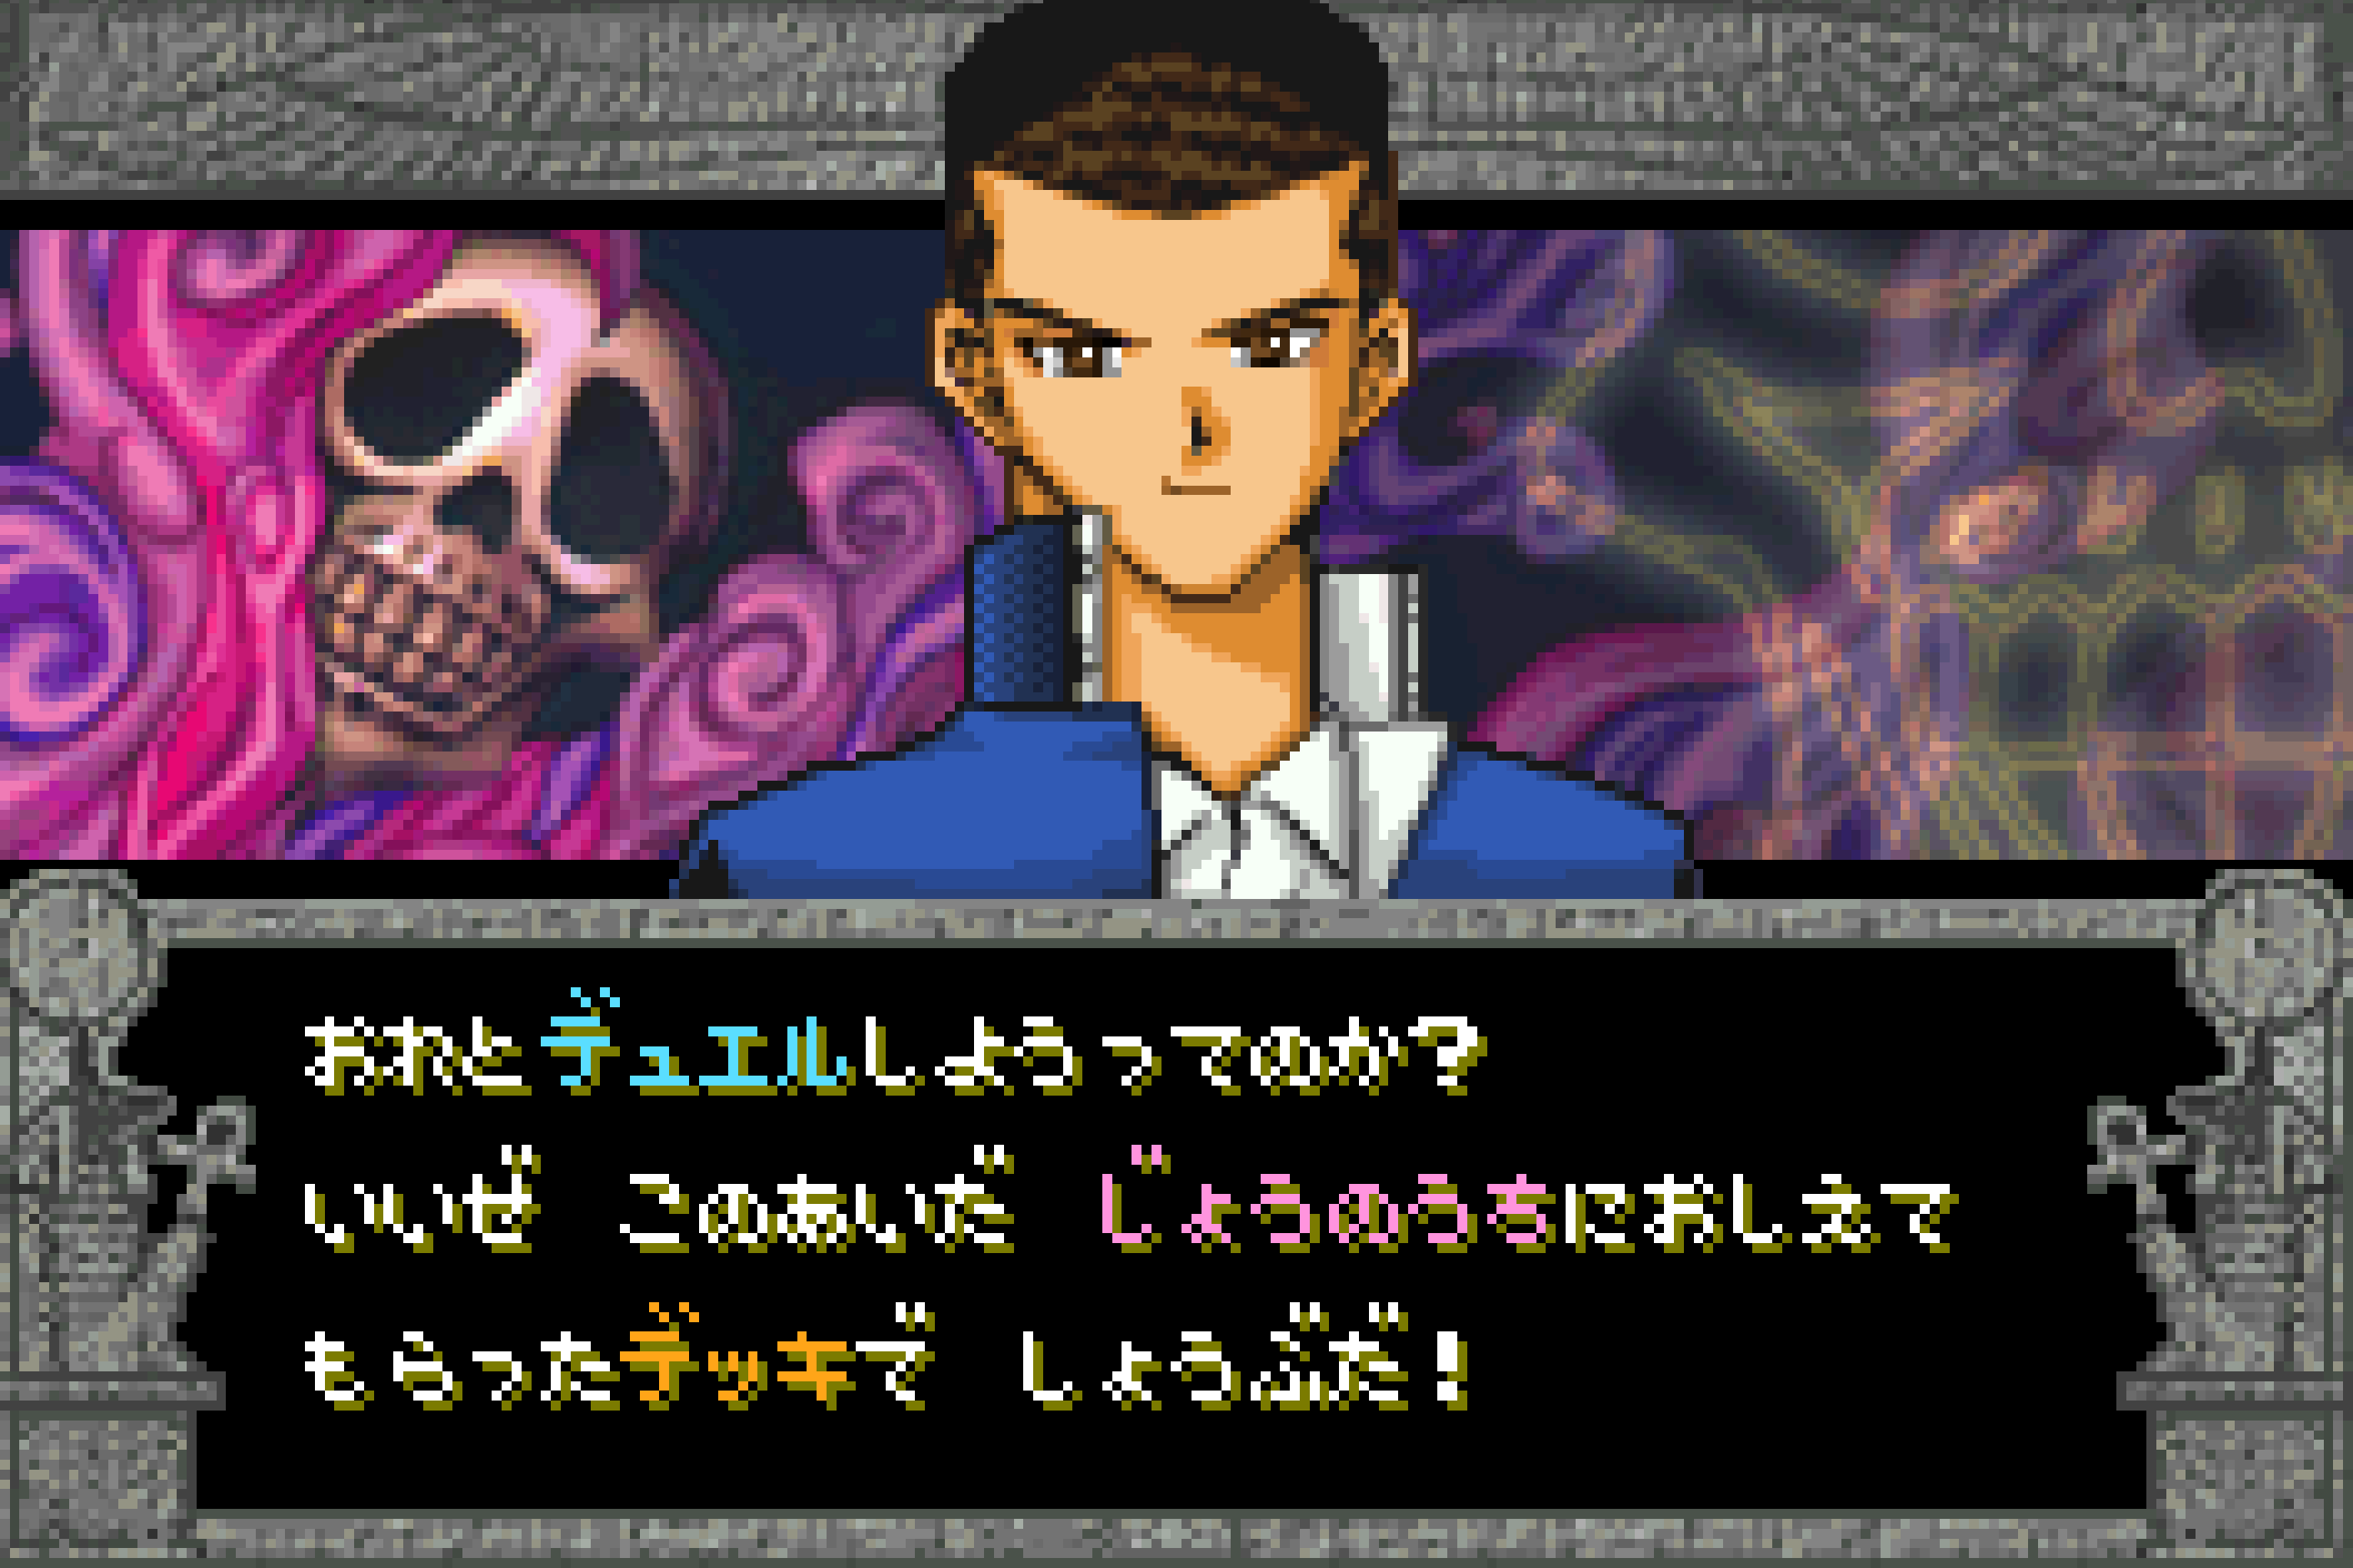 おれとデュエルしようってのか？
いいぜ　このあいだ　じょうのうちにおしえて
もらったデッキで　しょうぶだ！